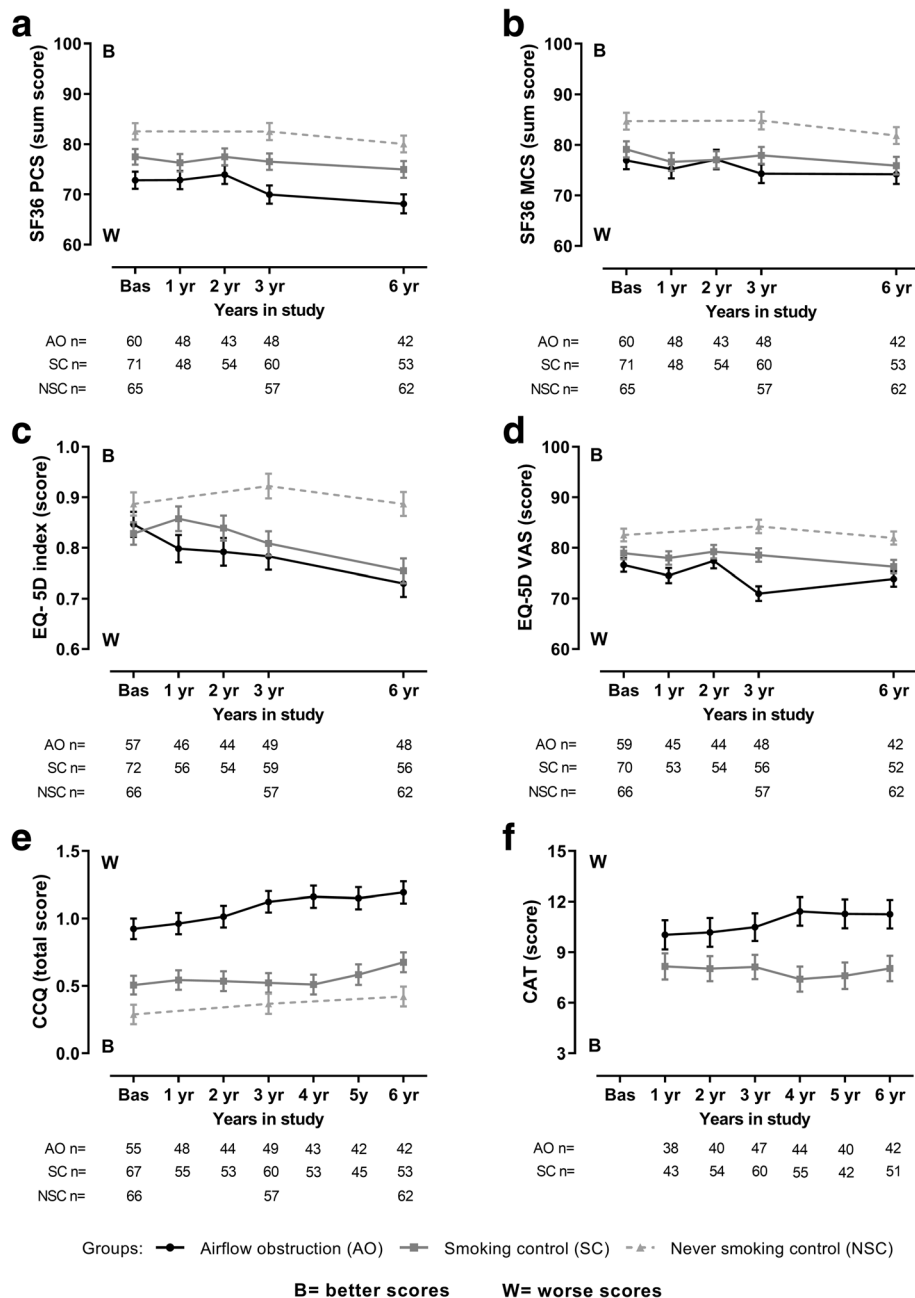 a
b
SF36 PCS (sum score)
100
90
80
70
60
B
W
Bas 1 yr 2 yr 3 yr 6 yr
Years in study
AO n= 60 48 43 48 42
SC n= 71 48 54 60 53
NSC n= 65 57 62
SF36 MCS (sum score)
100
90
80
70
60
B
W
Bas 1 yr 2 yr 3 yr 6 yr
Years in study
AO n= 60 48 43 48 42
SC n= 71 48 54 60 53
NSC n= 65 57 62
c
EQ- 5D index (score)
1.0
0.9
0.8
0.7
0.6
B
W
Bas 1 yr 2 yr 3 yr 6 yr
Years in study
AO n= 57 46 44 49 48
SC n= 72 56 54 59 56
NSC n= 66 57 62
d
EQ-5D VAS (score)
100
90
80
70
60
B
W
Bas 1 yr 2 yr 3 yr 6 yr
Years in study
AO n= 59 45 44 48 42
SC n= 70 53 54 56 52
NSC n= 66 57 62
e
CCQ (total score)
1.5
1.0
0.5
0.0
W
B
Bas 1 yr 2 yr 3 yr 4 yr 5y 6 yr
Years in study
AO n= 55 48 44 49 43 42 42
SC n= 67 55 53 60 53 45 53
NSC n= 66 57 62
f
CAT (score)
15
12
9
6
3
W
B
Bas 1 yr 2 yr 3 yr 4 yr 5 yr 6 yr
Years in study
AO n= 38 40 47 44 40 42
SC n= 43 54 60 55 42 51
Groups: Airflow obstruction (AO) Smoking control (SC) Never smoking control (NSC)
B= better scores W= worse scores